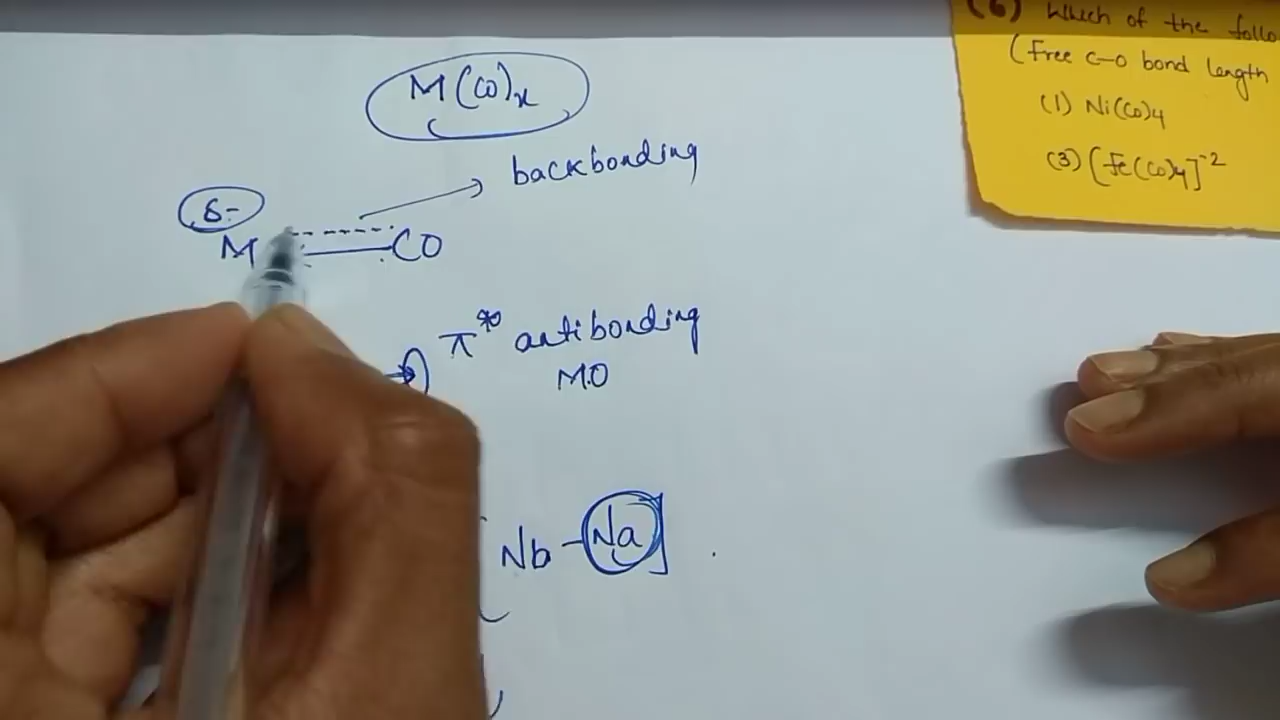 M(CO)x
backbonding
δ-
M CO
π* antibonding
M.O
Nb-Na]
(6) Which of the follo
(Free C-O bond length
(1) Ni(CO)4
(3) [Fe(CO)4]-2